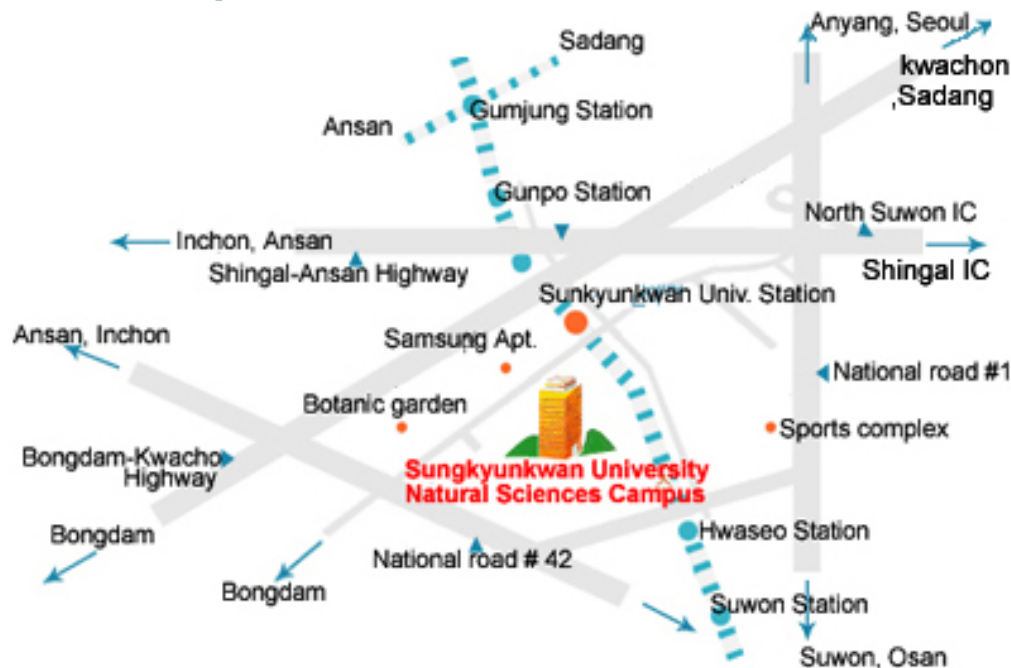 Anyang, Seoul
Sadang
kwachon
,Sadang
Gumjung Station
Ansan
Gunpo Station
North Suwon IC
Inchon, Ansan
Shingal-Ansan Highway
Shingal IC
Sunkyunkwan Univ. Station
Ansan, Inchon
Samsung Apt.
National road #1
Botanic garden
Sports complex
Bongdam-Kwacho
Highway
Sungkyunkwan University
Natural Sciences Campus
Bongdam
Hwaseo Station
National road # 42
Bongdam
Suwon Station
Suwon, Osan